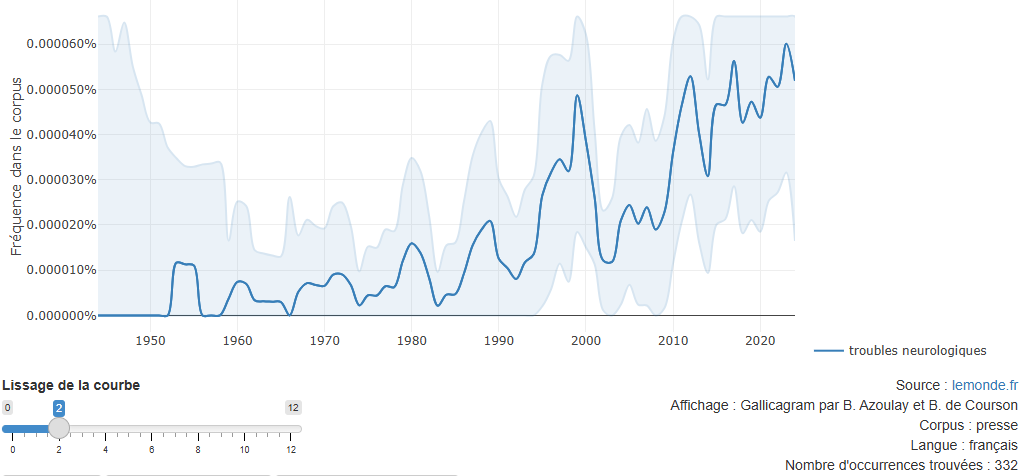 Fréquence dans le corpus
0.000060%
0.000050%
0.000040%
0.000030%
0.000020%
0.000010%
0.000000%
1950 1960 1970 1980 1990 2000 2010 2020
troubles neurologiques
Lissage de la courbe
0 2 12
0 2 4 6 8 10 12
Source : lemonde.fr
Affichage : Gallicagram par B. Azoulay et B. de Courson
Corpus : presse
Langue : français
Nombre d'occurrences trouvées : 332